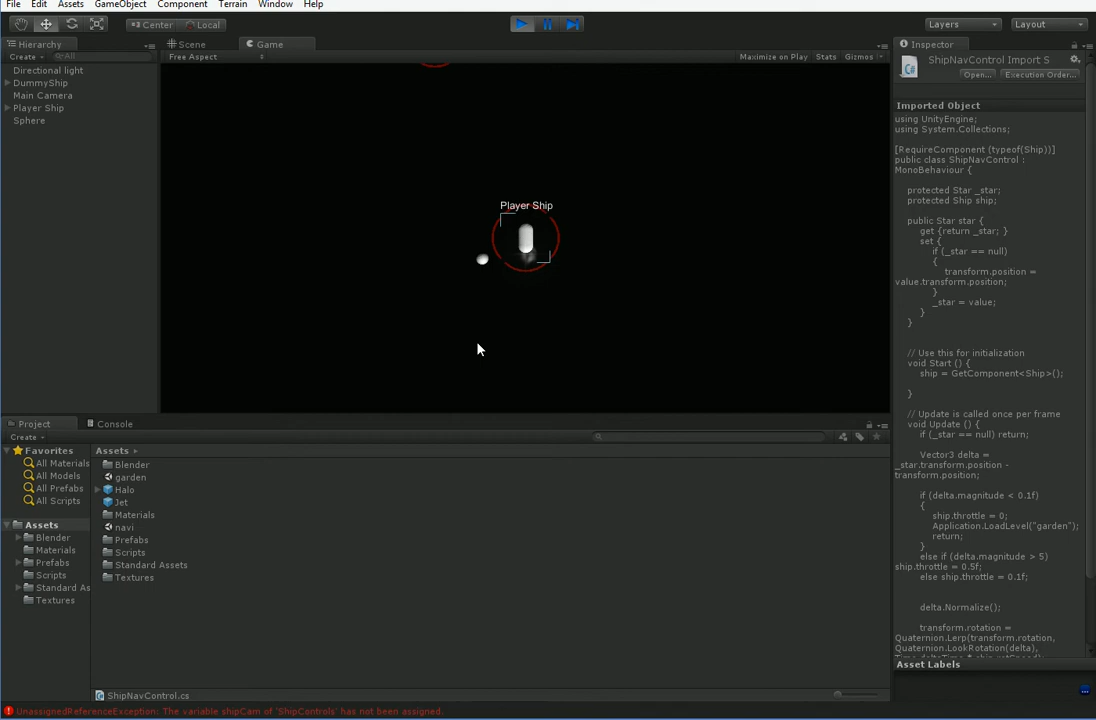 File Edit Assets GameObject Component Terrain Window Help
Center Local Layers Layout
Hierarchy Scene Game Inspector
Create All Free Aspect Maximize on Play Stats Gizmos ShipNavControl Import S
Open... Execution Order...
Directional light
DummyShip
Main Camera
Player Ship
Sphere
Player Ship
Imported Object
using UnityEngine;
using System.Collections;
[RequireComponent (typeof(Ship))]
public class ShipNavControl :
MonoBehaviour {
protected Star _star;
protected Ship ship;
public Star star {
get {return _star; }
set {
if (_star == null)
{
transform.position =
value.transform.position;
}
_star = value;
}
}
// Use this for initialization
void Start () {
ship = GetComponent<Ship>();
}
// Update is called once per frame
void Update () {
if (_star == null) return;
Vector3 delta =
_star.transform.position -
transform.position;
if (delta.magnitude < 0.1f)
{
ship.throttle = 0;
Application.LoadLevel("garden");
return;
}
else if (delta.magnitude > 5)
ship.throttle = 0.5f;
else ship.throttle = 0.1f;
delta.Normalize();
transform.rotation =
Quaternion.Lerp(transform.rotation,
Quaternion.LookRotation(delta),
Asset Labels
Project Console
Create
Favorites
All Materials
All Models
All Prefabs
All Scripts
Assets
Blender
Materials
Prefabs
Scripts
Standard As
Textures
Assets
Blender
garden
Halo
Jet
Materials
navi
Prefabs
Scripts
Standard Assets
Textures
ShipNavControl.cs
UnassignedReferenceException: The variable shipCam of 'ShipControls' has not been assigned.